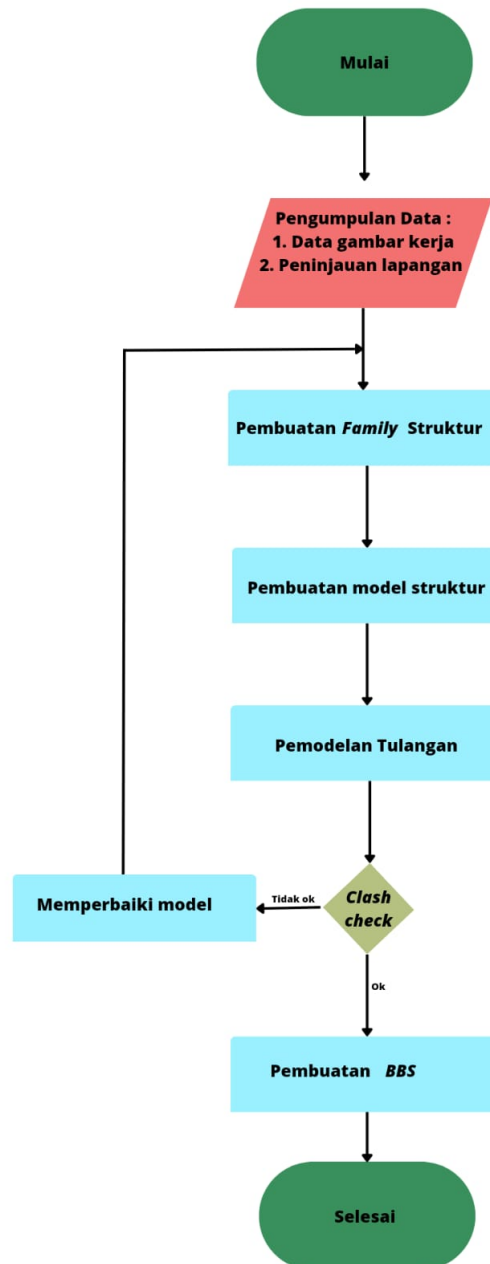 Mulai
Pengumpulan Data :
1. Data gambar kerja
2. Peninjauan lapangan
Pembuatan Family Struktur
Pembuatan model struktur
Pemodelan Tulangan
Clash
check
Tidak ok
Memperbaiki model
Ok
Pembuatan BBS
Selesai